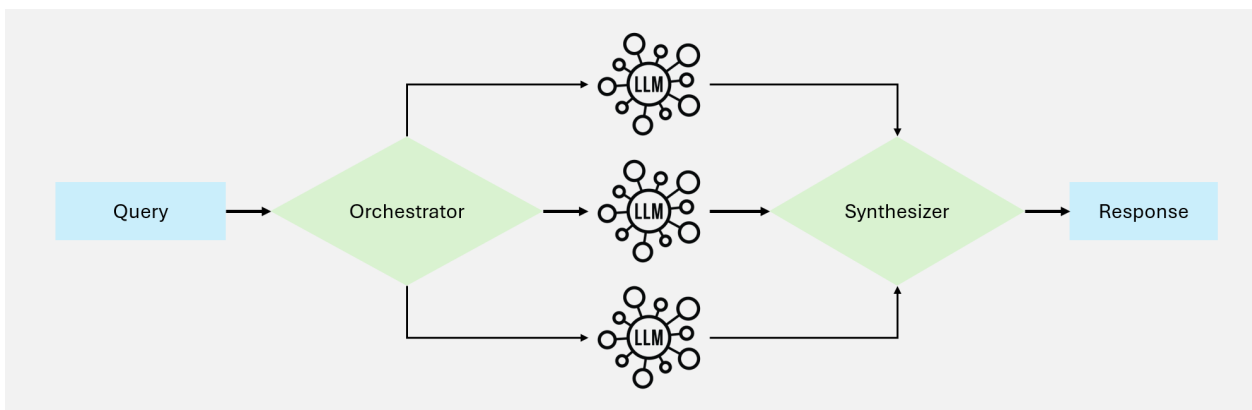 LLM
Query
Orchestrator
LLM
Synthesizer
Response
LLM